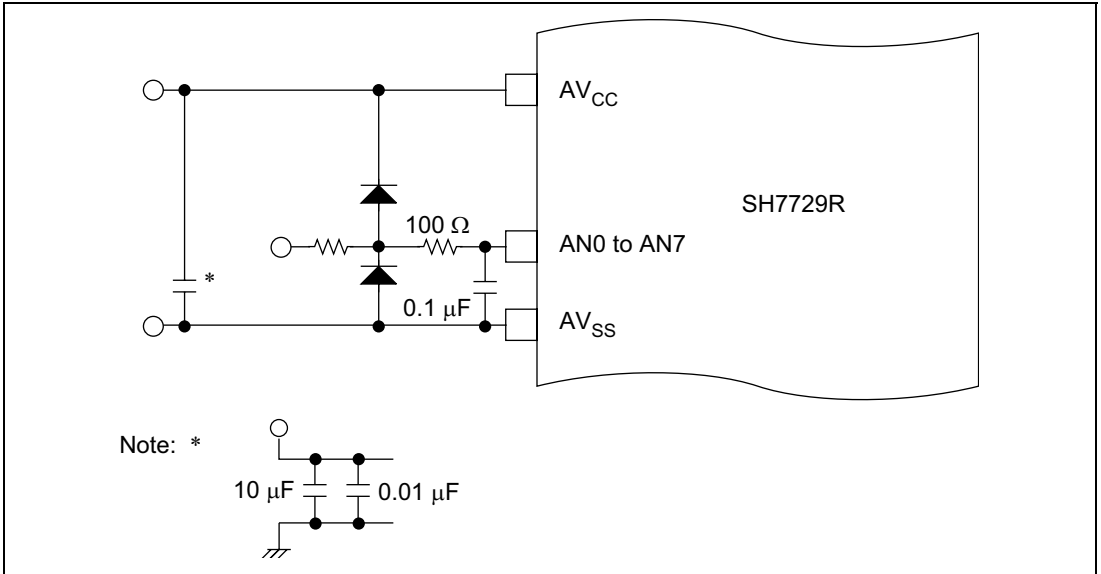 AVCC
SH7729R
100 Ω
AN0 to AN7
*
0.1 μF
AVSS
Note: *
10 μF
0.01 μF